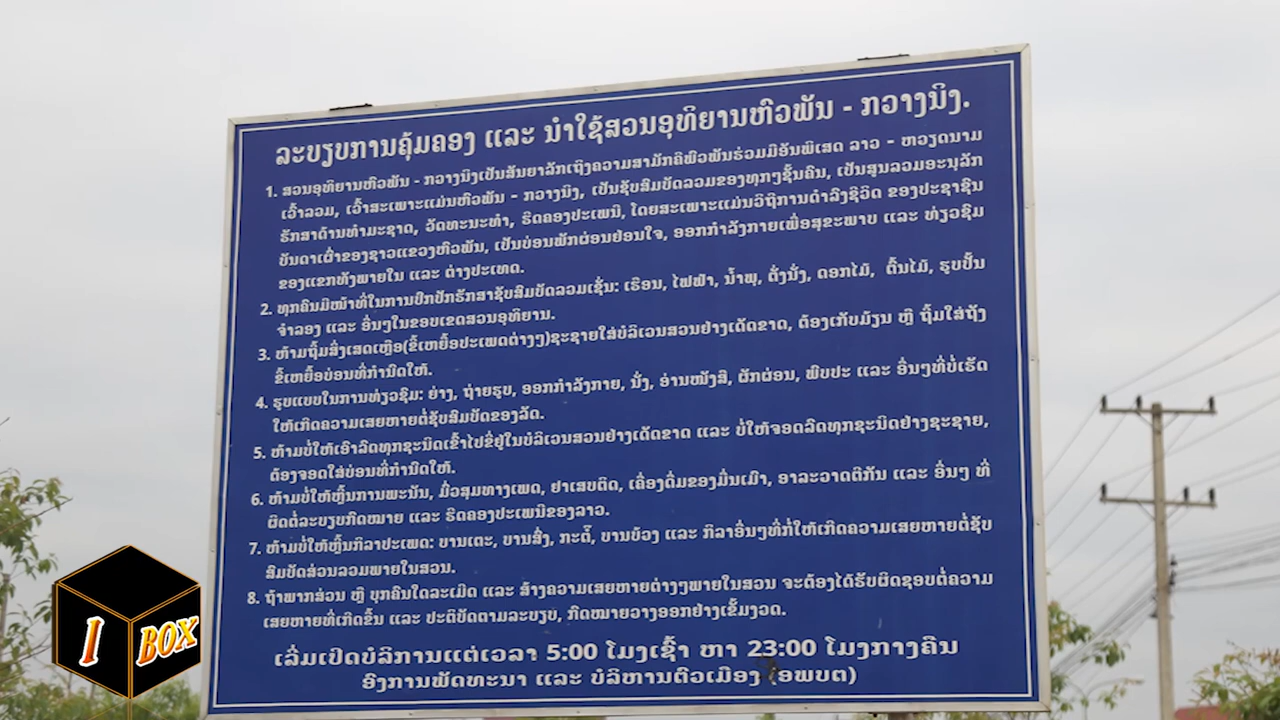 ລະບຽບການຄຸ້ມຄອງ ແລະ ນຳໃຊ້ສວນອຸທິຍານຫົວພັນ - ກວາງນິງ.
1. ສວນອຸທິຍານຫົວພັນ - ກວາງນິງເປັນສັນຍາລັກເຖິງຄວາມສາມັກຄີພົວພັນຮ່ວມມືອັນພິເສດ ລາວ - ຫວຽດນາມ
ເວົ້າລວມ, ເວົ້າສະເພາະແມ່ນຫົວພັນ - ກວາງນິງ, ເປັນຊັບສົມບັດລວມຂອງທຸກໆຊັ້ນຄົນ, ເປັນສູນລວມອະນຸລັກ
ຮັກສາດ້ານທຳມະຊາດ, ວັດທະນະທຳ, ຮີດຄອງປະເພນີ, ໂດຍສະເພາະແມ່ນວິຖີການດຳລົງຊີວິດ ຂອງປະຊາຊົນ
ບັນດາເຜົ່າຂອງຊາວແຂວງຫົວພັນ, ເປັນບ່ອນພັກຜ່ອນຢ່ອນໃຈ, ອອກກຳລັງກາຍເພື່ອສຸຂະພາບ ແລະ ທ່ຽວຊົມ
ຂອງແຂກທັງພາຍໃນ ແລະ ຕ່າງປະເທດ.
2. ທຸກຄົນມີໜ້າທີ່ໃນການປົກປັກຮັກສາຊັບສົມບັດລວມເຊັ່ນ: ເຮືອນ, ໄຟຟ້າ, ນ້ຳພຸ, ຕັ່ງນັ່ງ, ດອກໄມ້, ຕົ້ນໄມ້, ຮູບປັ້ນ
ຈຳລອງ ແລະ ອື່ນໆໃນຂອບເຂດສວນອຸທິຍານ.
3. ຫ້າມຖິ້ມສິ່ງເສດເຫຼືອ(ຂີ້ເຫຍື້ອປະເພດຕ່າງໆ)ຊະຊາຍໃສ່ບໍລິເວນສວນຢ່າງເດັດຂາດ, ຕ້ອງເກັບມ້ຽນ ຫຼື ຖິ້ມໃສ່ຖັງ
ຂີ້ເຫຍື້ອບ່ອນທີ່ກຳນົດໃຫ້.
4. ຮູບແບບໃນການທ່ຽວຊົມ: ຍ່າງ, ຖ່າຍຮູບ, ອອກກຳລັງກາຍ, ນັ່ງ, ອ່ານໜັງສື, ຜັກຜ່ອນ, ພົບປະ ແລະ ອື່ນໆທີ່ບໍ່ເຮັດ
ໃຫ້ເກີດຄວາມເສຍຫາຍຕໍ່ຊັບສົມບັດຂອງລັດ.
5. ຫ້າມບໍ່ໃຫ້ເອົາລົດທຸກຊະນິດເຂົ້າໄປຂີ່ຢູ່ໃນບໍລິເວນສວນຢ່າງເດັດຂາດ ແລະ ບໍ່ໃຫ້ຈອດລົດທຸກຊະນິດຢ່າງຊະຊາຍ,
ຕ້ອງຈອດໃສ່ບ່ອນທີ່ກຳນົດໃຫ້.
6. ຫ້າມບໍ່ໃຫ້ຫຼິ້ນການພະນັນ, ມົ່ວສຸມທາງເພດ, ຢາເສບຕິດ, ເຄື່ອງດື່ມຂອງມຶນເມົາ, ອາລະວາດຕີກັນ ແລະ ອື່ນໆ ທີ່
ຜິດຕໍ່ລະບຽບກົດໝາຍ ແລະ ຮີດຄອງປະເພນີຂອງລາວ.
7. ຫ້າມບໍ່ໃຫ້ຫຼິ້ນກິລາປະເພດ: ບານເຕະ, ບານສົ່ງ, ກະຕໍ້, ບານບ້ວງ ແລະ ກິລາອື່ນໆທີ່ກໍ່ໃຫ້ເກີດຄວາມເສຍຫາຍຕໍ່ຊັບ
ສົມບັດສ່ວນລວມພາຍໃນສວນ.
8. ຖ້າພາກສ່ວນ ຫຼື ບຸກຄົນໃດລະເມີດ ແລະ ສ້າງຄວາມເສຍຫາຍຕ່າງໆພາຍໃນສວນ ຈະຕ້ອງໄດ້ຮັບຜິດຊອບຕໍ່ຄວາມ
ເສຍຫາຍທີ່ເກີດຂຶ້ນ ແລະ ປະຕິບັດຕາມລະບຽບ, ກົດໝາຍວາງອອກຢ່າງເຂັ້ມງວດ.
ເລີ່ມເປີດບໍລິການແຕ່ເວລາ 5:00 ໂມງເຊົ້າ ຫາ 23:00 ໂມງກາງຄືນ
ອົງການພັດທະນາ ແລະ ບໍລິຫານຕົວເມືອງ (ອພບຕ)
I BOX